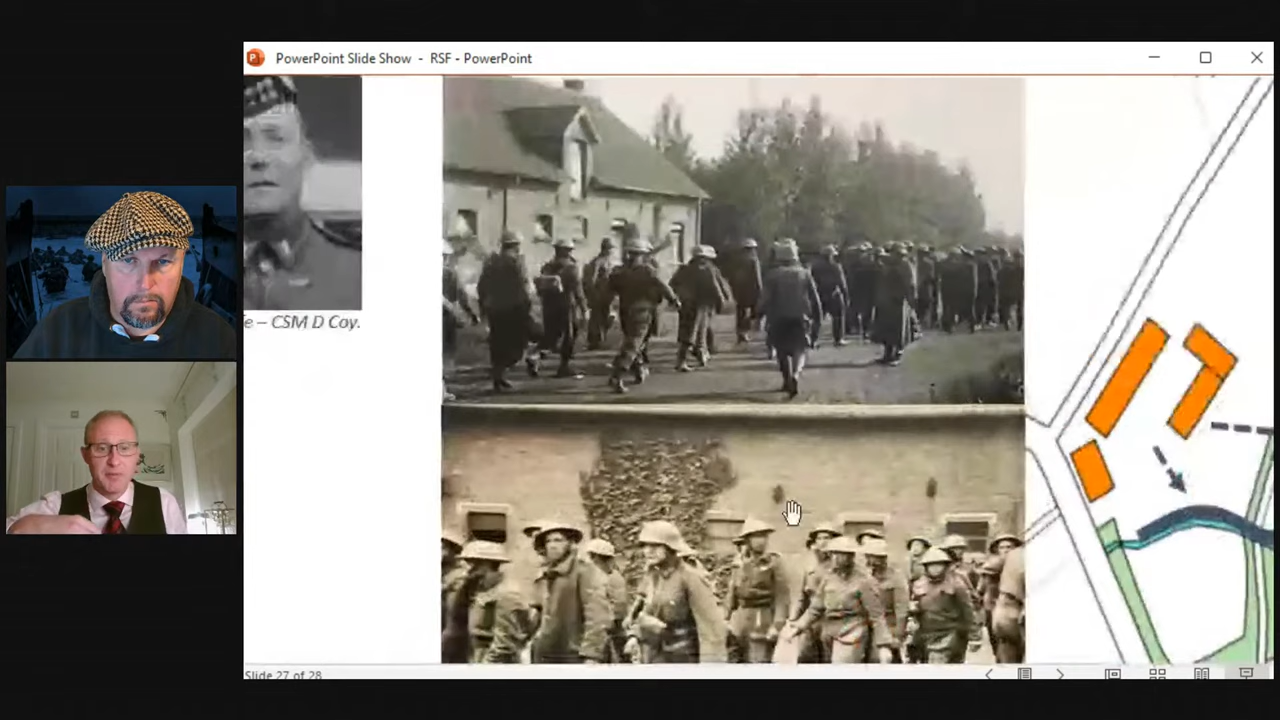 PowerPoint Slide Show - RSF - PowerPoint
e – CSM D Coy.
Slide 27 of 28